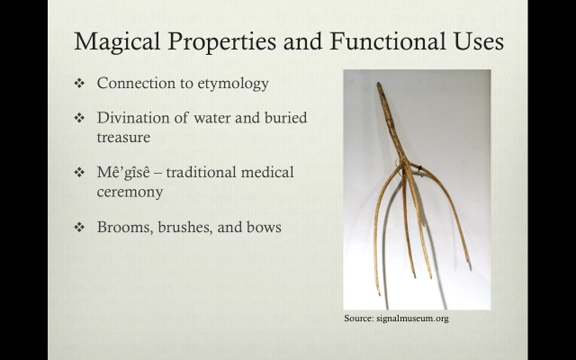 Magical Properties and Functional Uses
❖ Connection to etymology
❖ Divination of water and buried
treasure
❖ Mê'gîsê – traditional medical
ceremony
❖ Brooms, brushes, and bows
Source: signalmuseum.org